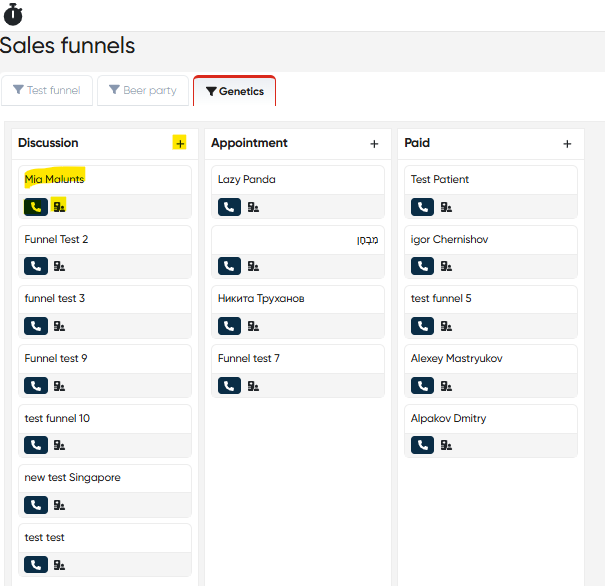 Sales funnels
Test funnel
Beer party
Genetics
Discussion +
Mia Malunts
Funnel Test 2
funnel test 3
Funnel test 9
test funnel 10
new test Singapore
test test
Appointment +
Lazy Panda
מִבְחָן
Никита Труханов
Funnel test 7
Paid +
Test Patient
igor Chernishov
test funnel 5
Alexey Mastryukov
Alpakov Dmitry